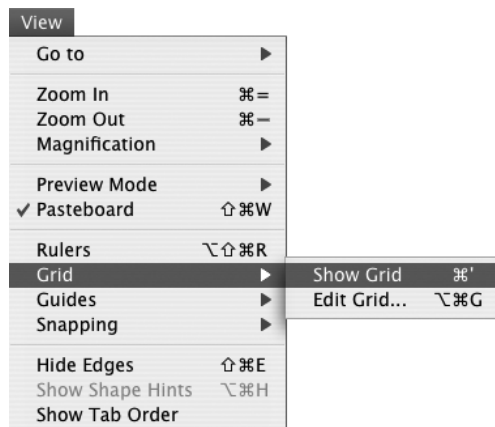 View
Go to
Zoom In ⌘=
Zoom Out ⌘−
Magnification
Preview Mode
✓ Pasteboard ⇧⌘W
Rulers ⌥⇧⌘R
Grid
Show Grid ⌘'
Edit Grid... ⌥⌘G
Guides
Snapping
Hide Edges ⇧⌘E
Show Shape Hints ⌥⌘H
Show Tab Order